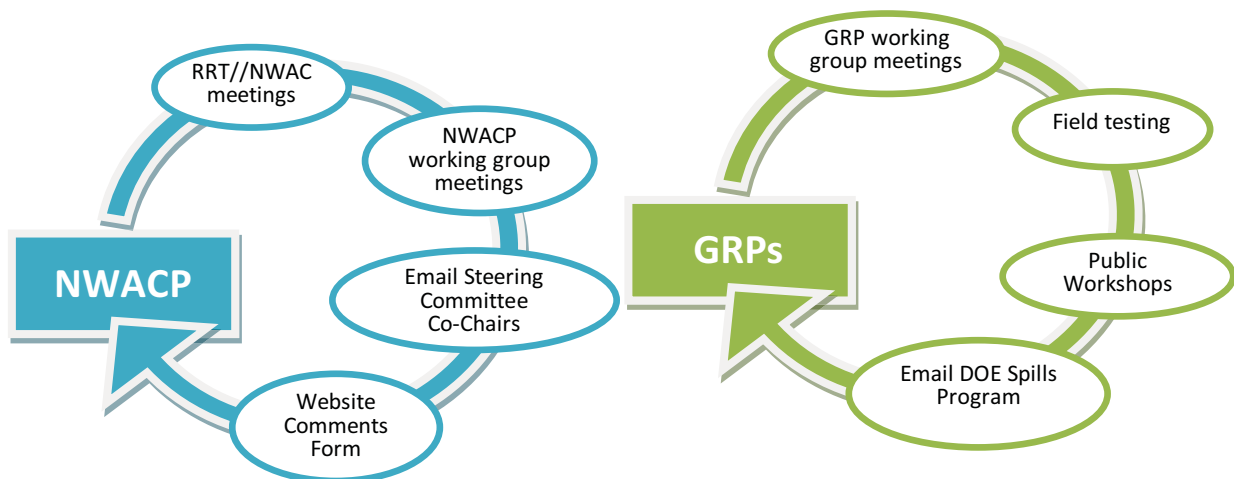 RRT//NWAC
meetings
NWACP
working group
meetings
Email Steering
Committee
Co-Chairs
Website
Comments
Form
NWACP
GRP working
group meetings
Field testing
Public
Workshops
Email DOE Spills
Program
GRPs